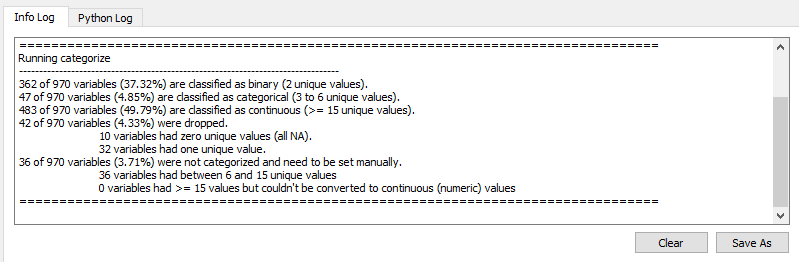 Info Log
Python Log
================================================================================
Running categorize
--------------------------------------------------------------------------------
362 of 970 variables (37.32%) are classified as binary (2 unique values).
47 of 970 variables (4.85%) are classified as categorical (3 to 6 unique values).
483 of 970 variables (49.79%) are classified as continuous (>= 15 unique values).
42 of 970 variables (4.33%) were dropped.
10 variables had zero unique values (all NA).
32 variables had one unique value.
36 of 970 variables (3.71%) were not categorized and need to be set manually.
36 variables had between 6 and 15 unique values
0 variables had >= 15 values but couldn't be converted to continuous (numeric) values
================================================================================
Clear
Save As